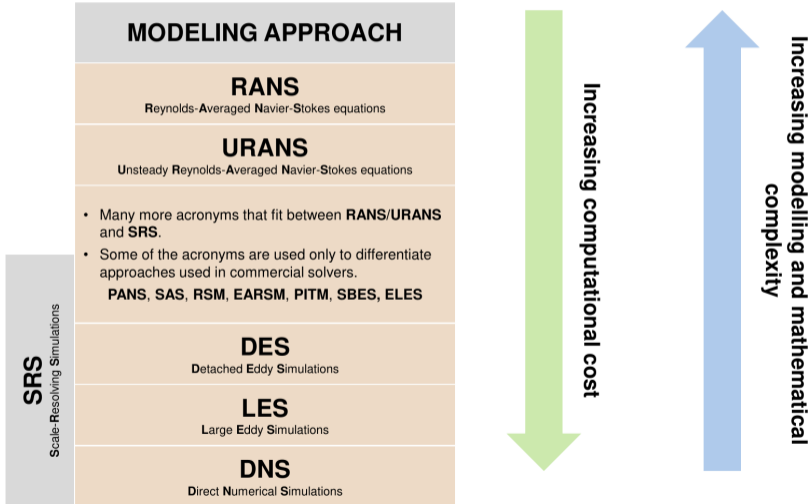 MODELING APPROACH
RANS
Reynolds-Averaged Navier-Stokes equations
URANS
Unsteady Reynolds-Averaged Navier-Stokes equations
• Many more acronyms that fit between RANS/URANS
and SRS.
• Some of the acronyms are used only to differentiate
approaches used in commercial solvers.
PANS, SAS, RSM, EARSM, PITM, SBES, ELES
SRS
Scale-Resolving Simulations
DES
Detached Eddy Simulations
LES
Large Eddy Simulations
DNS
Direct Numerical Simulations
Increasing computational cost
Increasing modelling and mathematical
complexity